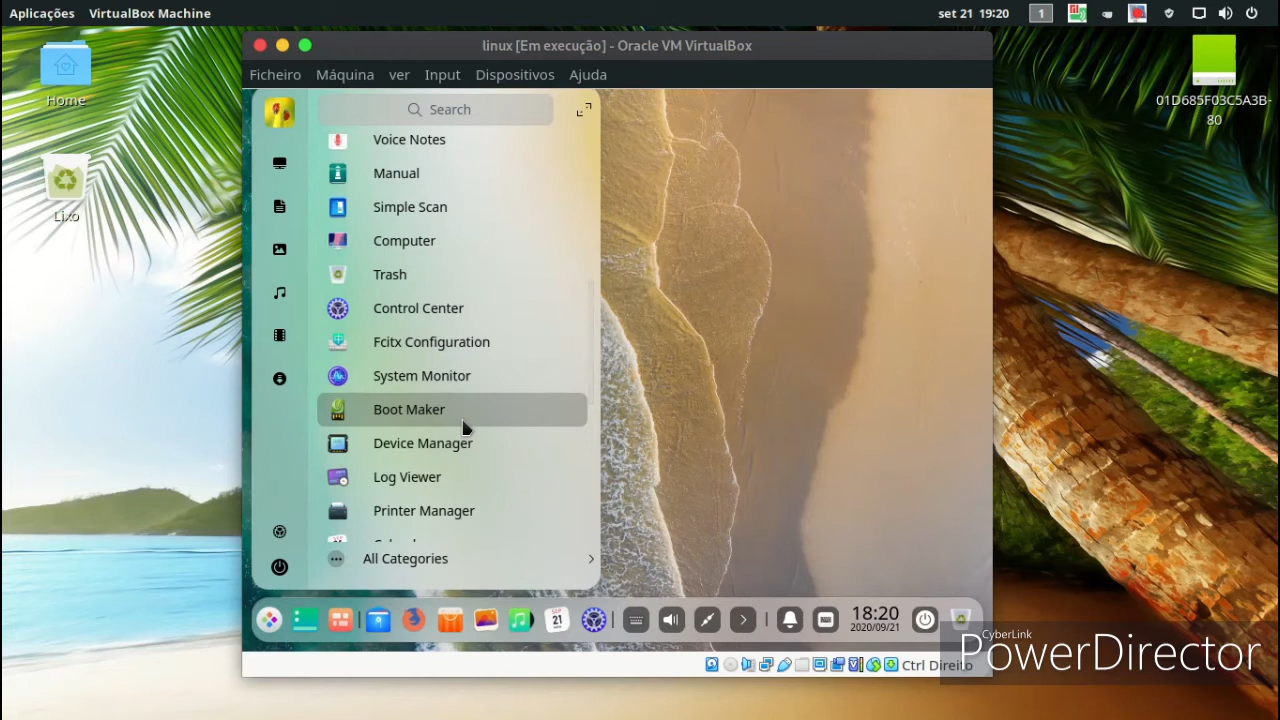 Aplicações VirtualBox Machine set 21 19:20 1
linux [Em execução] - Oracle VM VirtualBox
Ficheiro Máquina ver Input Dispositivos Ajuda
Home
Lixo
01D685F03C5A3B-
80
Search
Voice Notes
Manual
Simple Scan
Computer
Trash
Control Center
Fcitx Configuration
System Monitor
Boot Maker
Device Manager
Log Viewer
Printer Manager
All Categories
SEP
21
18:20
2020/09/21
Ctrl Direito
CyberLink
PowerDirector